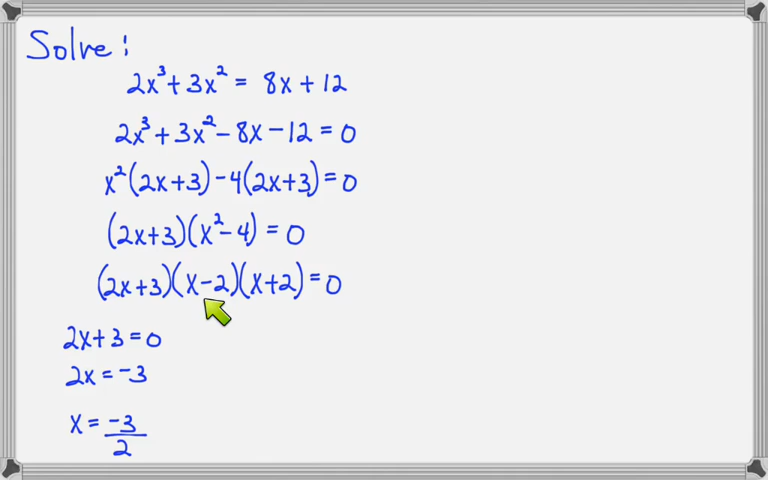 Solve:
2x³ + 3x² = 8x + 12
2x³ + 3x² - 8x - 12 = 0
x²(2x+3) - 4(2x+3) = 0
(2x+3)(x² - 4) = 0
(2x+3)(x-2)(x+2) = 0
2x+3 = 0
2x = -3
x = -3/2